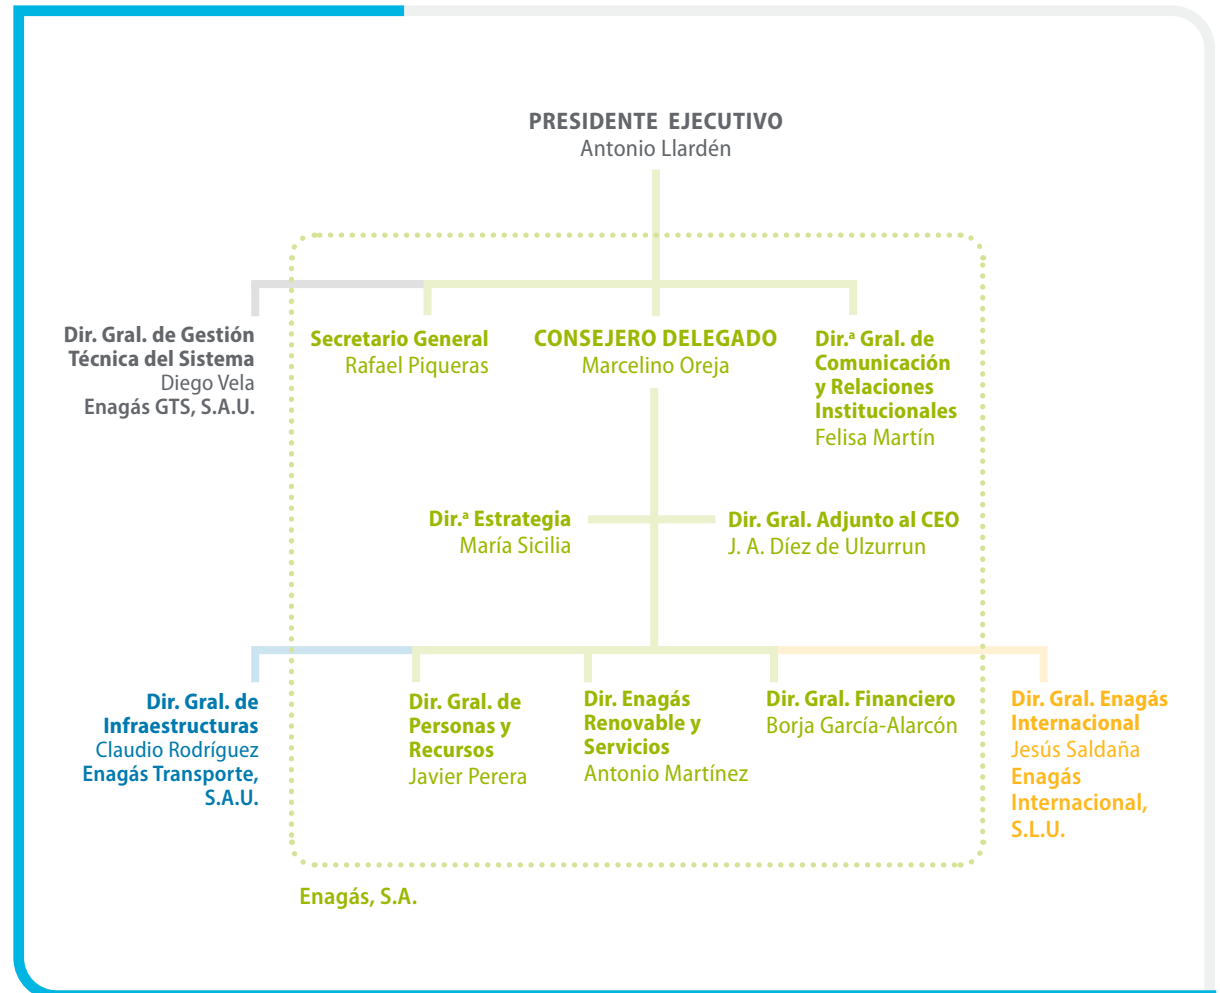 PRESIDENTE EJECUTIVO
Antonio Llardén
Dir. Gral. de Gestión
Técnica del Sistema
Diego Vela
Enagás GTS, S.A.U.
Secretario General
Rafael Piqueras
CONSEJERO DELEGADO
Marcelino Oreja
Dir.ª Gral. de
Comunicación
y Relaciones
Institucionales
Felisa Martín
Dir.ª Estrategia
María Sicilia
Dir. Gral. Adjunto al CEO
J. A. Díez de Ulzurrun
Dir. Gral. de
Infraestructuras
Claudio Rodríguez
Enagás Transporte,
S.A.U.
Dir. Gral. de
Personas y
Recursos
Javier Perera
Dir. Enagás
Renovable y
Servicios
Antonio Martínez
Dir. Gral. Financiero
Borja García-Alarcón
Dir. Gral. Enagás
Internacional
Jesús Saldaña
Enagás
Internacional,
S.L.U.
Enagás, S.A.